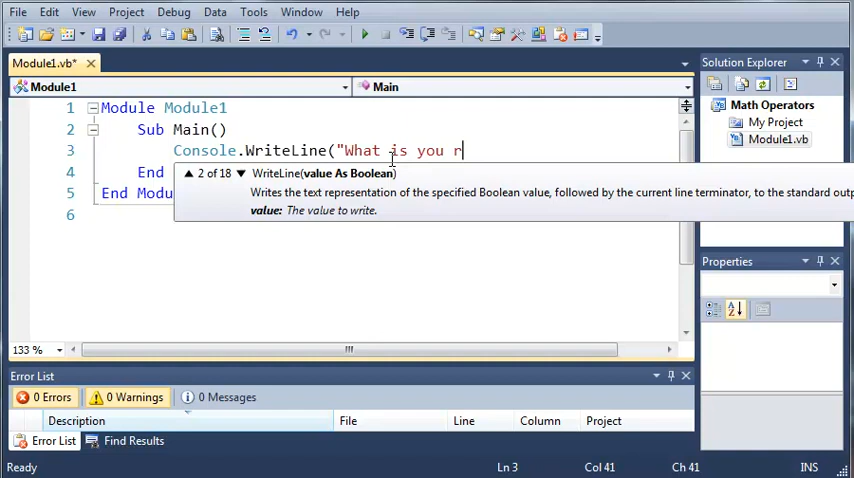 File Edit View Project Debug Data Tools Window Help
Module1.vb*
Module1 Main
1 Module Module1
2 Sub Main()
3 Console.WriteLine("What is you r
4 End
5 End Modu
6
2 of 18 WriteLine(value As Boolean)
Writes the text representation of the specified Boolean value, followed by the current line terminator, to the standard outp
value: The value to write.
133 %
Solution Explorer
Math Operators
My Project
Module1.vb
Properties
Error List
0 Errors 0 Warnings 0 Messages
Description File Line Column Project
Error List Find Results
Ready Ln 3 Col 41 Ch 41 INS